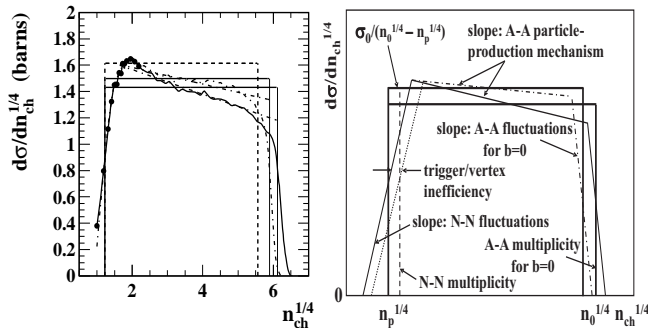 dσ/dn_ch^1/4 (barns)
2
1.8
1.6
1.4
1.2
1
0.8
0.6
0.4
0.2
0
2
4
6
n_ch^1/4
dσ/dn_ch^1/4
σ_0/(n_0^1/4 – n_p^1/4)
slope: A-A particle-
production mechanism
slope: A-A fluctuations
for b=0
trigger/vertex
inefficiency
slope: N-N fluctuations
A-A multiplicity
for b=0
N-N multiplicity
0
n_p^1/4
n_0^1/4
n_ch^1/4